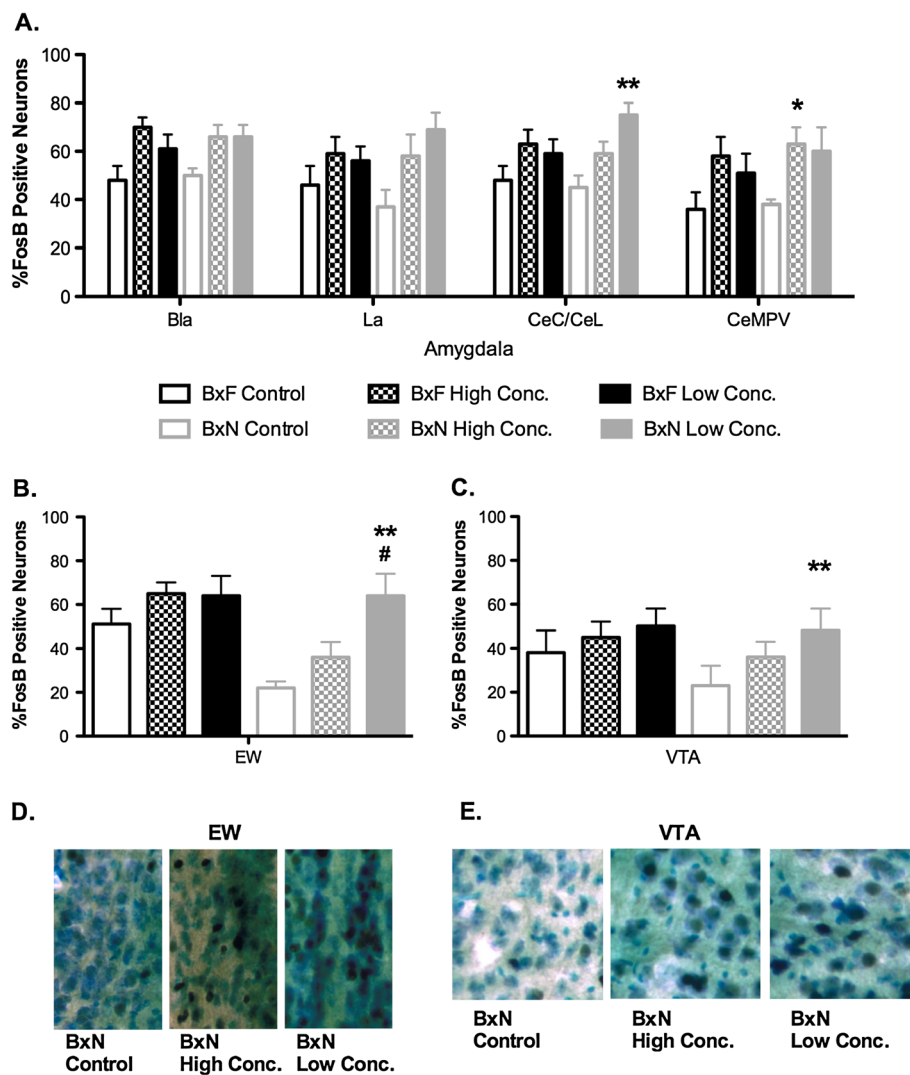 A.
%FosB Positive Neurons
100
80
60
40
20
0
**
*
Bla La CeC/CeL CeMPV
Amygdala
BxF Control BxF High Conc. BxF Low Conc.
BxN Control BxN High Conc. BxN Low Conc.
B.
%FosB Positive Neurons
100
80
60
40
20
0
**
#
EW
C.
%FosB Positive Neurons
100
80
60
40
20
0
**
VTA
D.
EW
BxN
Control
BxN
High Conc.
BxN
Low Conc.
E.
VTA
BxN
Control
BxN
High Conc.
BxN
Low Conc.